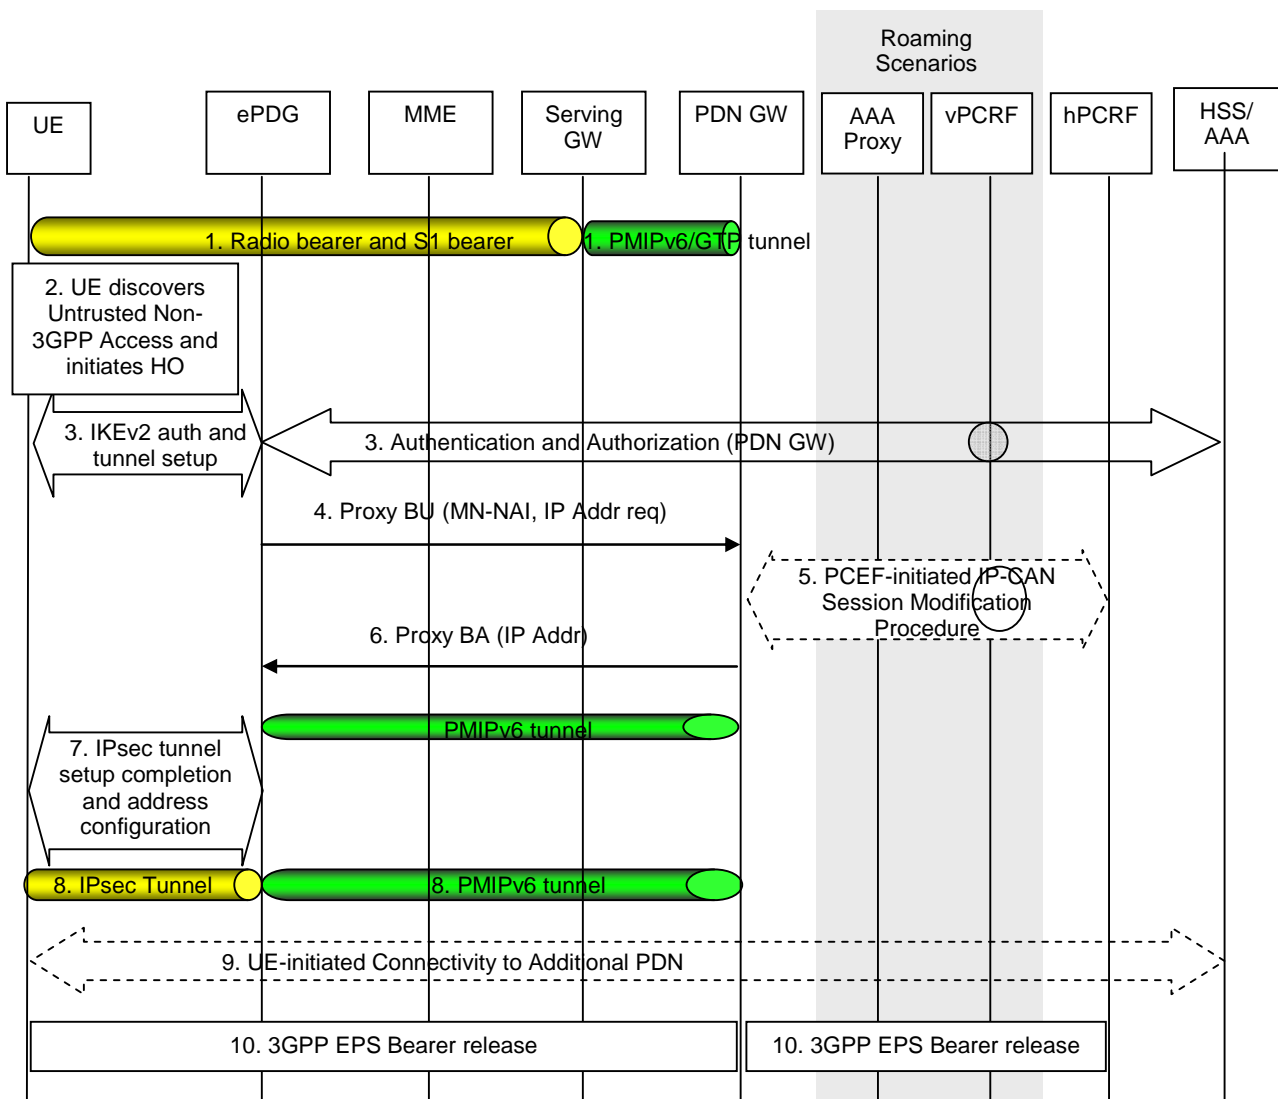 Roaming
Scenarios
UE
ePDG
MME
Serving
GW
PDN GW
AAA
Proxy
vPCRF
hPCRF
HSS/
AAA
1. Radio bearer and S1 bearer
1. PMIPv6/GTP tunnel
2. UE discovers
Untrusted Non-
3GPP Access and
initiates HO
3. IKEv2 auth and
tunnel setup
3. Authentication and Authorization (PDN GW)
4. Proxy BU (MN-NAI, IP Addr req)
5. PCEF-initiated IP-CAN
Session Modification
Procedure
6. Proxy BA (IP Addr)
PMIPv6 tunnel
7. IPsec tunnel
setup completion
and address
configuration
8. IPsec Tunnel
8. PMIPv6 tunnel
9. UE-initiated Connectivity to Additional PDN
10. 3GPP EPS Bearer release
10. 3GPP EPS Bearer release